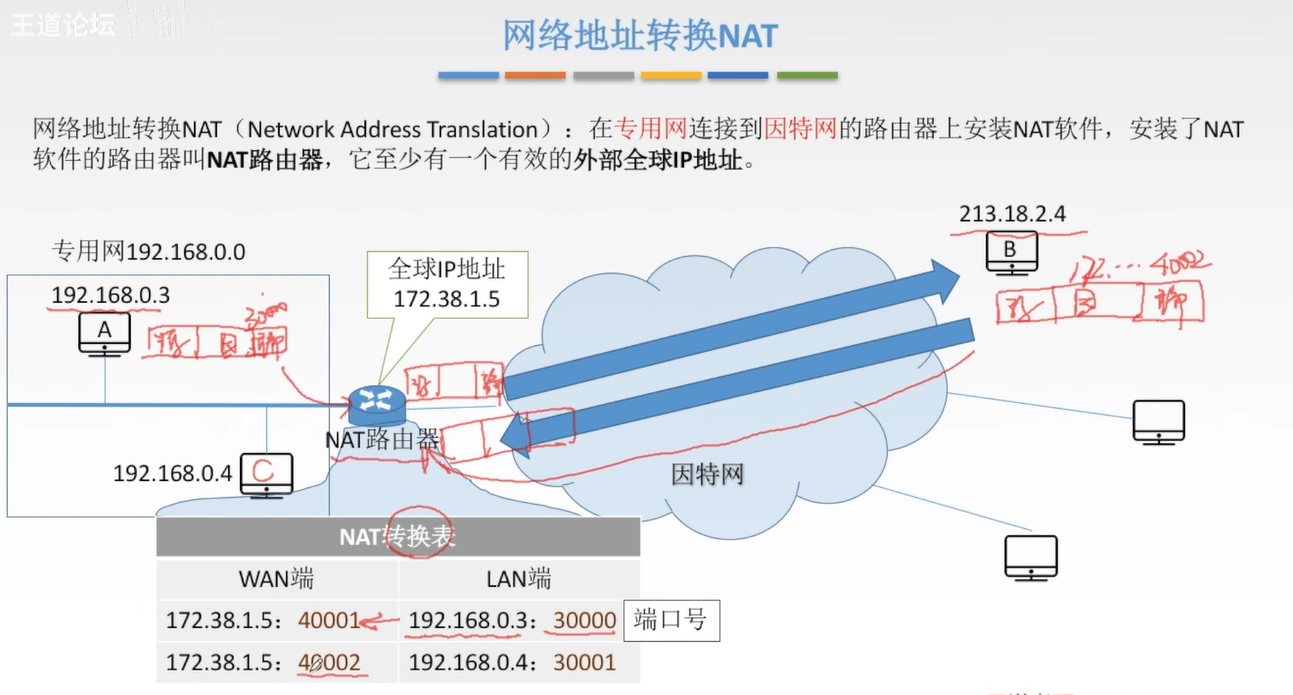 王道论坛
网络地址转换NAT
网络地址转换NAT（Network Address Translation）：在专用网连接到因特网的路由器上安装NAT软件，安装了NAT
软件的路由器叫NAT路由器，它至少有一个有效的外部全球IP地址。
213.18.2.4
B
172.... 40002
源 目 端
专用网192.168.0.0
全球IP地址
172.38.1.5
192.168.0.3
A
30000
源 目 端
源 端
NAT路由器
192.168.0.4
C
因特网
NAT转换表
WAN端 LAN端
172.38.1.5：40001 192.168.0.3：30000 端口号
172.38.1.5：40002 192.168.0.4：30001